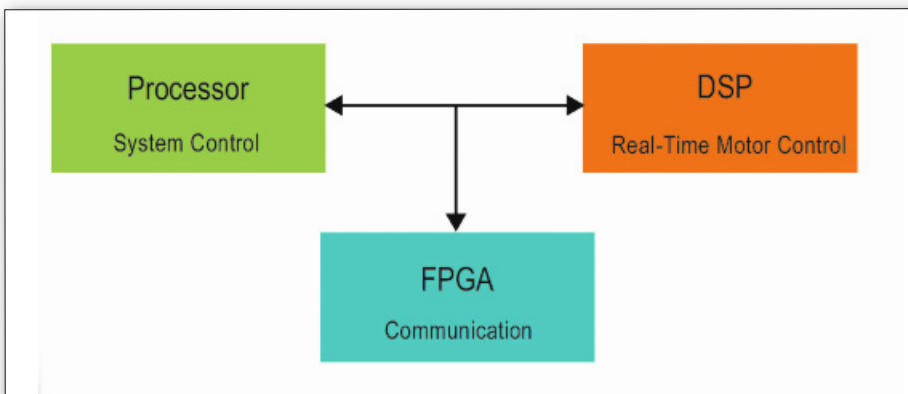 Processor
System Control
DSP
Real-Time Motor Control
FPGA
Communication